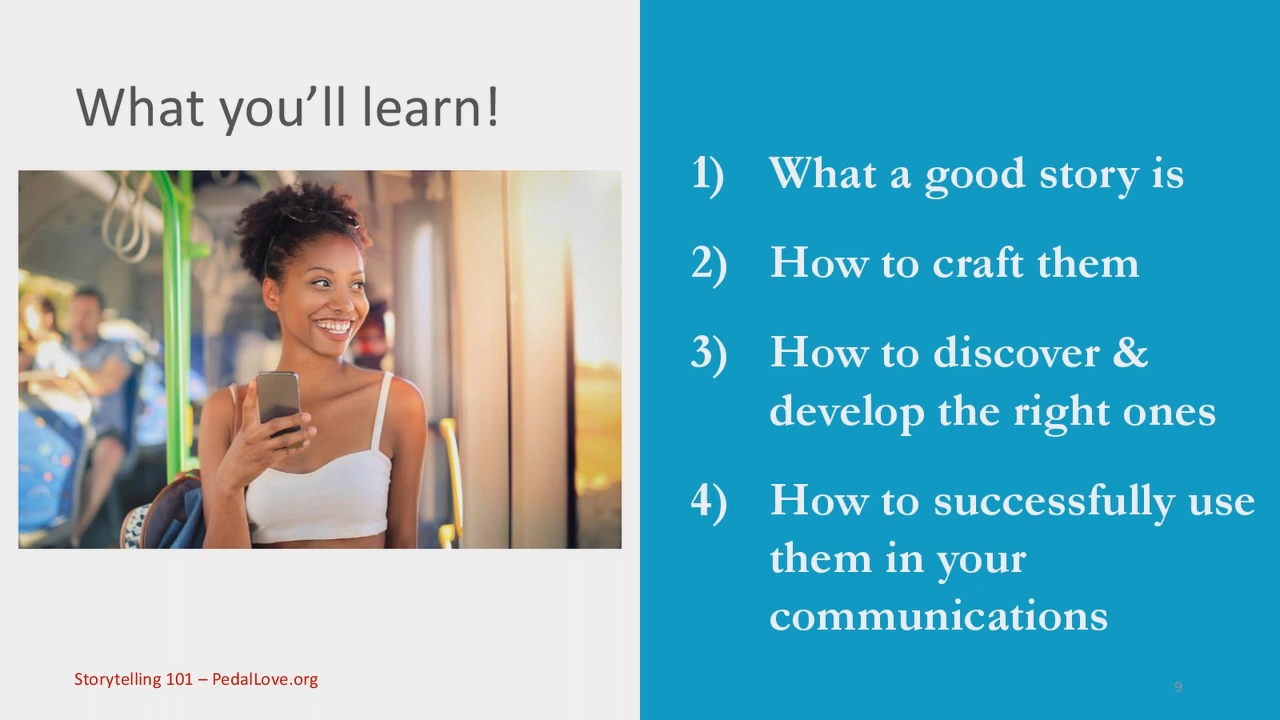 What you’ll learn!
1) What a good story is
2) How to craft them
3) How to discover &
develop the right ones
4) How to successfully use
them in your
communications
Storytelling 101 – PedalLove.org
9